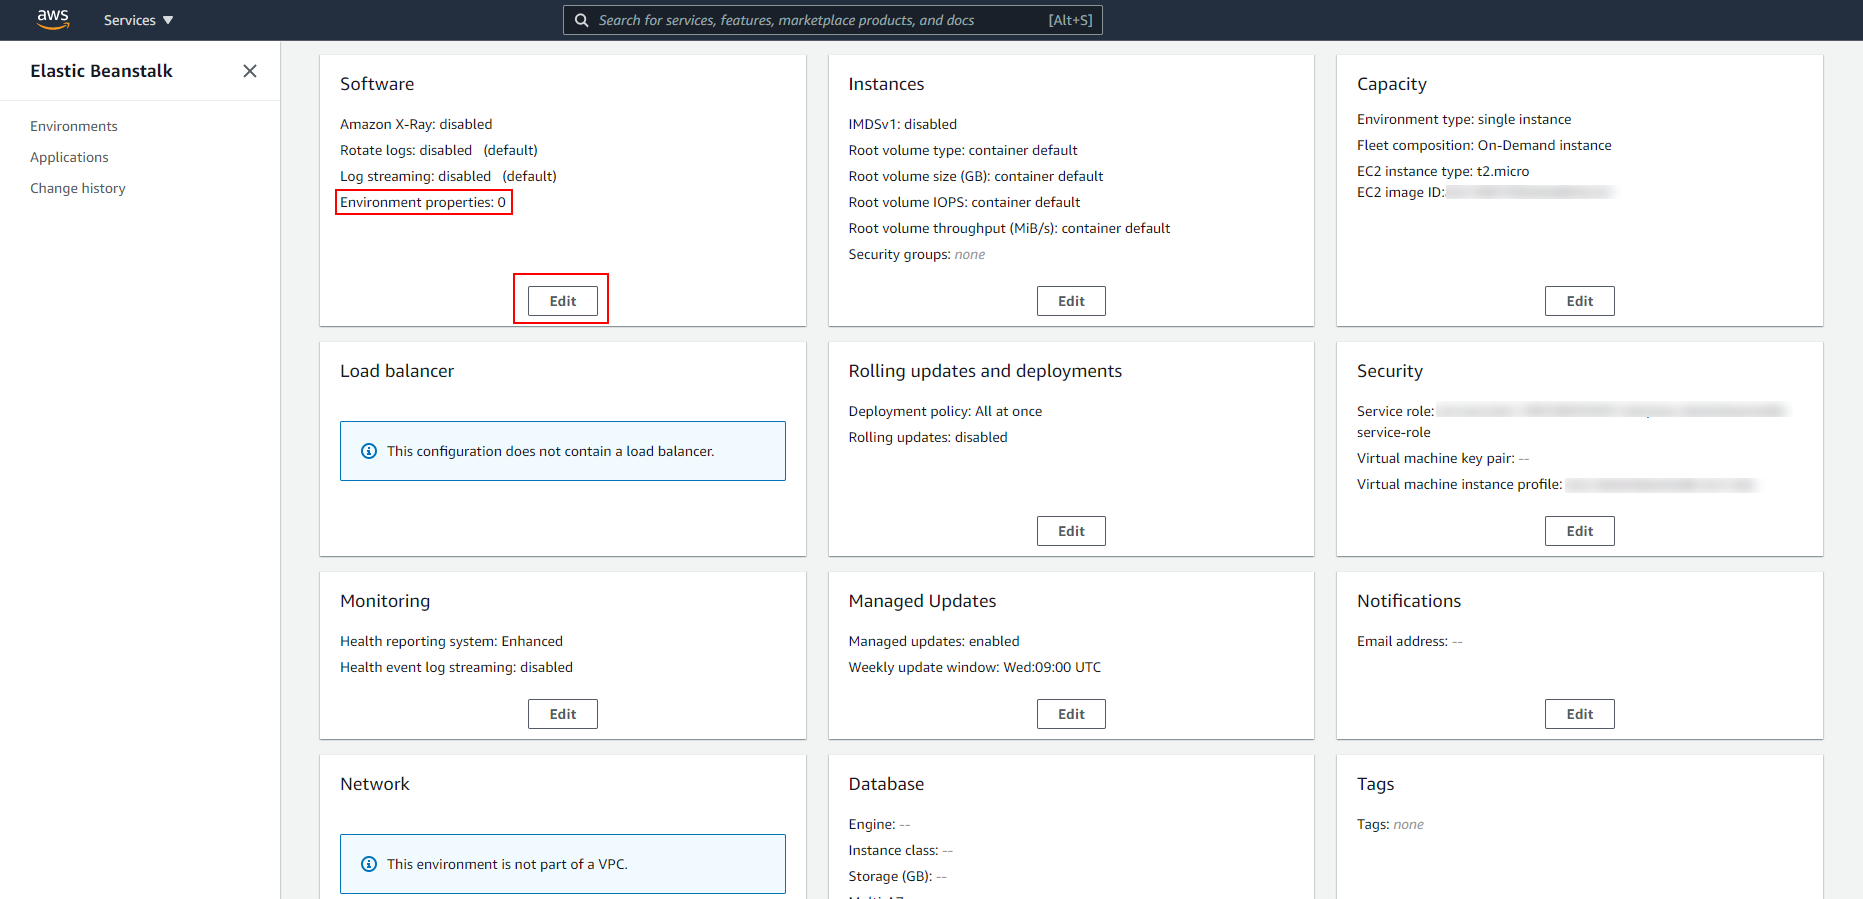 aws
Services ▼
Search for services, features, marketplace products, and docs
[Alt+S]
Elastic Beanstalk
Environments
Applications
Change history
Software
Amazon X-Ray: disabled
Rotate logs: disabled (default)
Log streaming: disabled (default)
Environment properties: 0
Edit
Instances
IMDSv1: disabled
Root volume type: container default
Root volume size (GB): container default
Root volume IOPS: container default
Root volume throughput (MiB/s): container default
Security groups: none
Edit
Capacity
Environment type: single instance
Fleet composition: On-Demand instance
EC2 instance type: t2.micro
EC2 image ID:
Edit
Load balancer
This configuration does not contain a load balancer.
Rolling updates and deployments
Deployment policy: All at once
Rolling updates: disabled
Edit
Security
Service role:
service-role
Virtual machine key pair: --
Virtual machine instance profile:
Edit
Monitoring
Health reporting system: Enhanced
Health event log streaming: disabled
Edit
Managed Updates
Managed updates: enabled
Weekly update window: Wed:09:00 UTC
Edit
Notifications
Email address: --
Edit
Network
This environment is not part of a VPC.
Database
Engine: --
Instance class: --
Storage (GB): --
Tags
Tags: none